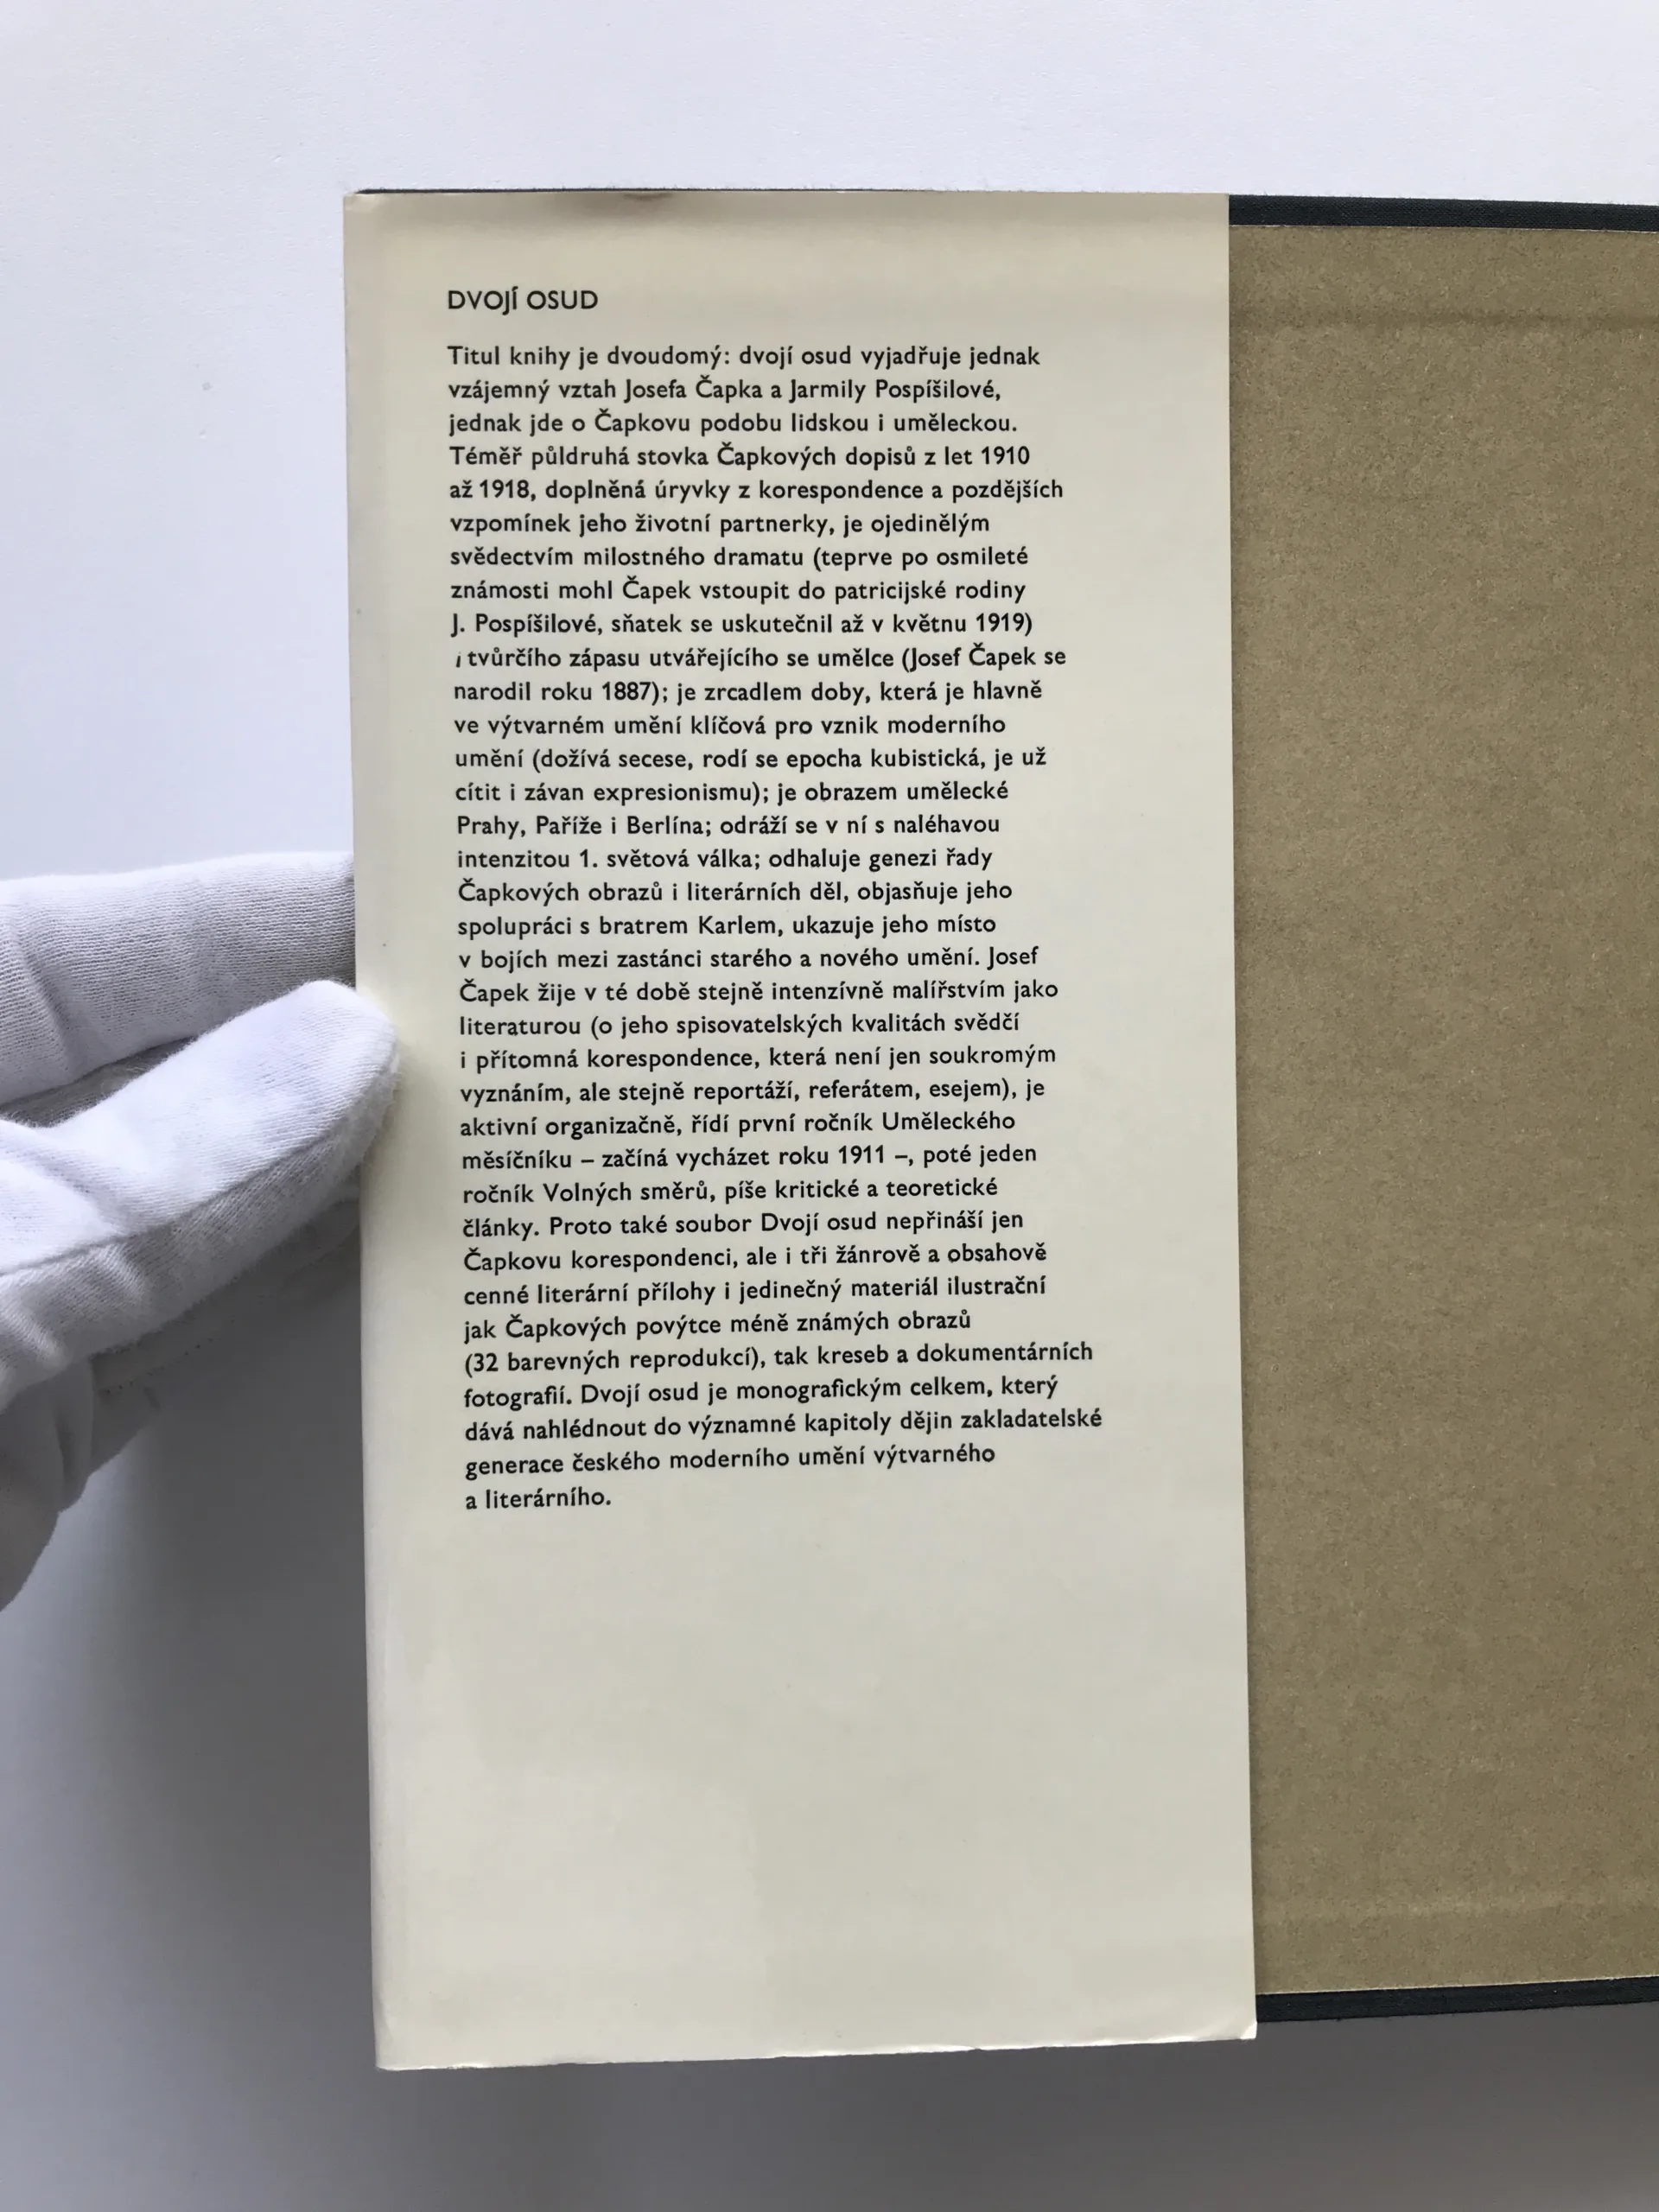 DVOJÍ OSUD
Titul knihy je dvoudomý: dvojí osud vyjadřuje jednak
vzájemný vztah Josefa Čapka a Jarmily Pospíšilové,
jednak jde o Čapkovu podobu lidskou i uměleckou.
Téměř půldruhá stovka Čapkových dopisů z let 1910
až 1918, doplněná úryvky z korespondence a pozdějších
vzpomínek jeho životní partnerky, je ojedinělým
svědectvím milostného dramatu (teprve po osmileté
známosti mohl Čapek vstoupit do patricijské rodiny
J. Pospíšilové, sňatek se uskutečnil až v květnu 1919)
i tvůrčího zápasu utvářejícího se umělce (Josef Čapek se
narodil roku 1887); je zrcadlem doby, která je hlavně
ve výtvarném umění klíčová pro vznik moderního
umění (dožívá secese, rodí se epocha kubistická, je už
cítit i závan expresionismu); je obrazem umělecké
Prahy, Paříže i Berlína; odráží se v ní s naléhavou
intenzitou 1. světová válka; odhaluje genezi řady
Čapkových obrazů i literárních děl, objasňuje jeho
spolupráci s bratrem Karlem, ukazuje jeho místo
v bojích mezi zastánci starého a nového umění. Josef
Čapek žije v té době stejně intenzívně malířstvím jako
literaturou (o jeho spisovatelských kvalitách svědčí
i přítomná korespondence, která není jen soukromým
vyznáním, ale stejně reportáží, referátem, esejem), je
aktivní organizačně, řídí první ročník Uměleckého
měsíčníku – začíná vycházet roku 1911 –, poté jeden
ročník Volných směrů, píše kritické a teoretické
články. Proto také soubor Dvojí osud nepřináší jen
Čapkovu korespondenci, ale i tři žánrově a obsahově
cenné literární přílohy i jedinečný materiál ilustrační
jak Čapkových povýtce méně známých obrazů
(32 barevných reprodukcí), tak kreseb a dokumentárních
fotografií. Dvojí osud je monografickým celkem, který
dává nahlédnout do významné kapitoly dějin zakladatelské
generace českého moderního umění výtvarného
a literárního.